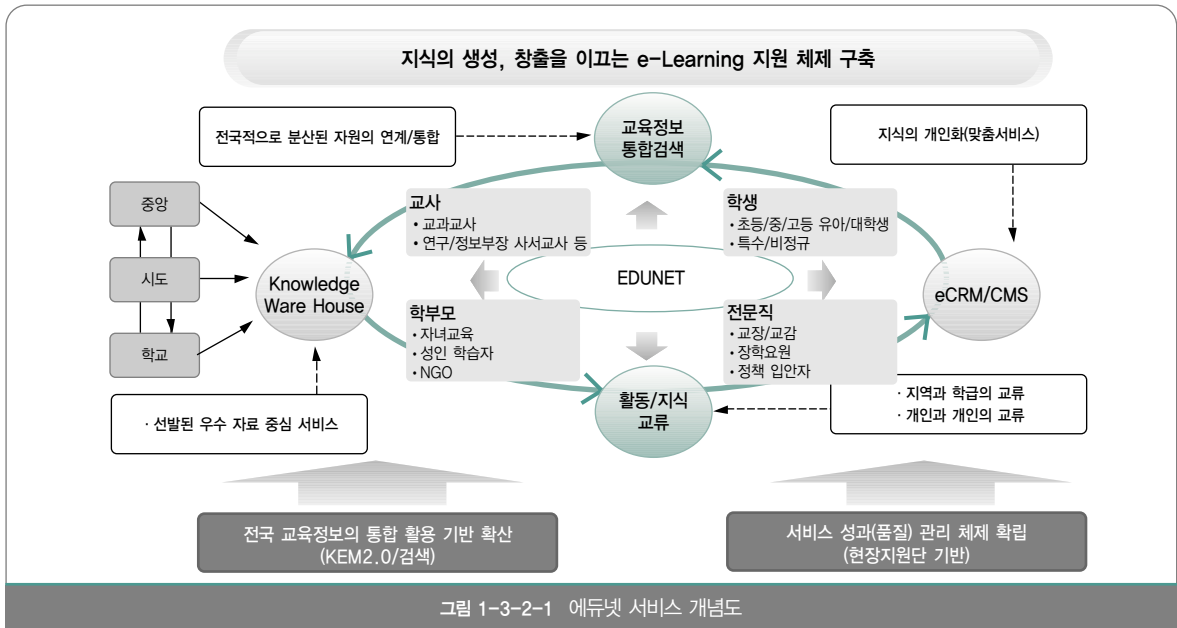 지식의 생성, 창출을 이끄는 e-Learning 지원 체제 구축
전국적으로 분산된 자원의 연계/통합
교육정보
통합검색
지식의 개인화(맞춤서비스)
중앙
시도
학교
Knowledge
Ware House
교사
• 교과교사
• 연구/정보부장 사서교사 등
학생
• 초등/중/고등 유아/대학생
• 특수/비정규
EDUNET
eCRM/CMS
학부모
• 자녀교육
• 성인 학습자
• NGO
전문직
• 교장/교감
• 장학요원
• 정책 입안자
· 선발된 우수 자료 중심 서비스
활동/지식
교류
· 지역과 학급의 교류
· 개인과 개인의 교류
전국 교육정보의 통합 활용 기반 확산
(KEM2.0/검색)
서비스 성과(품질) 관리 체제 확립
(현장지원단 기반)
그림 1-3-2-1 에듀넷 서비스 개념도